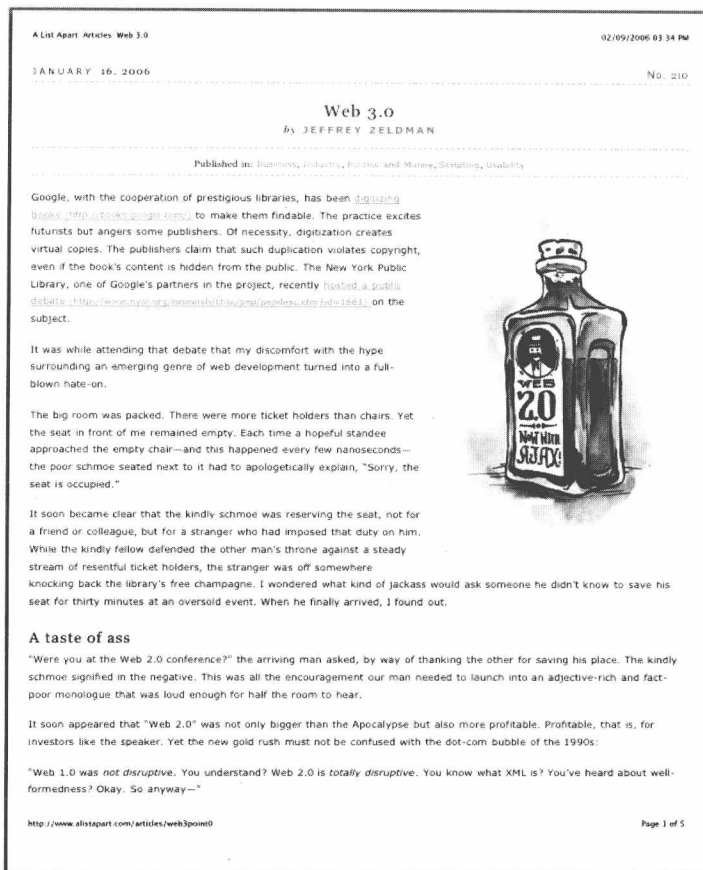 A List Apart: Articles: Web 3.0
02/09/2006 03:34 PM
JANUARY 16, 2006
No. 210
Web 3.0
by JEFFREY ZELDMAN
Published in: Business, Industry, Politics and Money, Scripting, Usability
Google, with the cooperation of prestigious libraries, has been digitizing
books [http://books.google.com/] to make them findable. The practice excites
futurists but angers some publishers. Of necessity, digitization creates
virtual copies. The publishers claim that such duplication violates copyright,
even if the book's content is hidden from the public. The New York Public
Library, one of Google's partners in the project, recently hosted a public
debate on the
subject.
It was while attending that debate that my discomfort with the hype
surrounding an emerging genre of web development turned into a full-
blown hate-on.
The big room was packed. There were more ticket holders than chairs. Yet
the seat in front of me remained empty. Each time a hopeful standee
approached the empty chair—and this happened every few nanoseconds—
the poor schmoe seated next to it had to apologetically explain, "Sorry, the
seat is occupied."
It soon became clear that the kindly schmoe was reserving the seat, not for
a friend or colleague, but for a stranger who had imposed that duty on him.
While the kindly fellow defended the other man's throne against a steady
stream of resentful ticket holders, the stranger was off somewhere
knocking back the library's free champagne. I wondered what kind of jackass would ask someone he didn't know to save his
seat for thirty minutes at an oversold event. When he finally arrived, I found out.
WEB
2.0
NOW WITH
AJAX!
A taste of ass
"Were you at the Web 2.0 conference?" the arriving man asked, by way of thanking the other for saving his place. The kindly
schmoe signified in the negative. This was all the encouragement our man needed to launch into an adjective-rich and fact-
poor monologue that was loud enough for half the room to hear.
It soon appeared that "Web 2.0" was not only bigger than the Apocalypse but also more profitable. Profitable, that is, for
investors like the speaker. Yet the new gold rush must not be confused with the dot-com bubble of the 1990s:
"Web 1.0 was not disruptive. You understand? Web 2.0 is totally disruptive. You know what XML is? You've heard about well-
formedness? Okay. So anyway—"
http://www.alistapart.com/articles/web3point0
Page 1 of 5